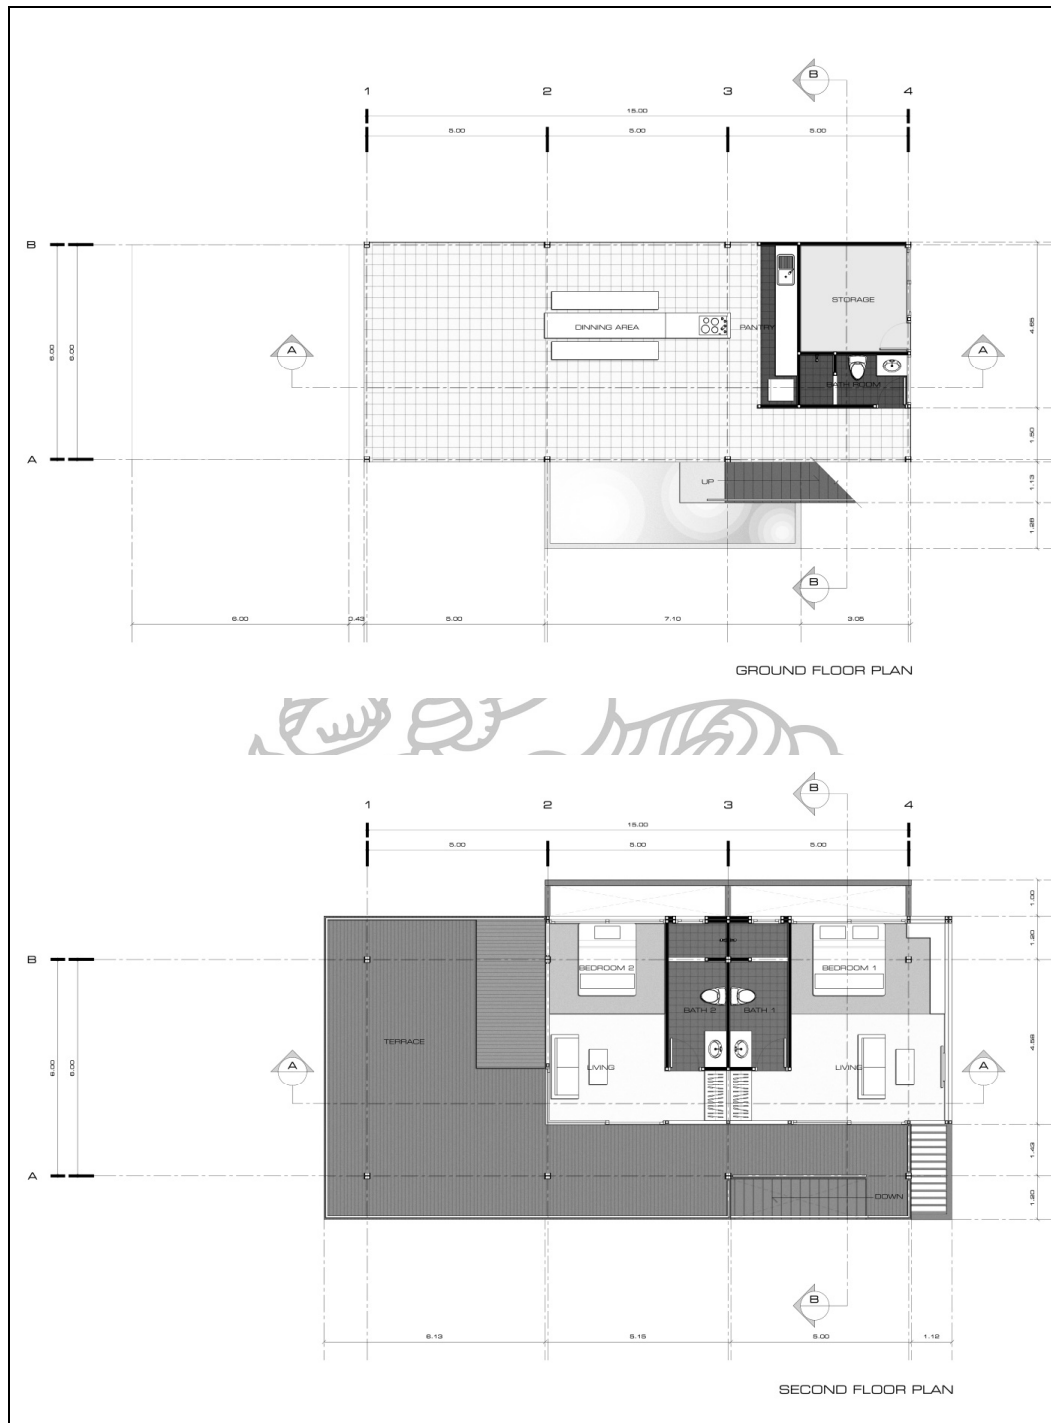 B
1 2 3 4
15.00
5.00 5.00 5.00
B
STORAGE
6.00 6.00
DINNING AREA PANTRY
4.65
A A
BATH ROOM
1.50
A
UP
1.13
1.25
B
6.00 0.43 5.00 7.10 3.05
GROUND FLOOR PLAN
B
1 2 3 4
15.00
5.00 5.00 5.00
1.00
1.20
B
BEDROOM 2 BEDROOM 1
BATH 2 BATH 1
TERRACE
4.58
6.00 6.00
A LIVING LIVING A
1.43
A
DOWN
1.20
B
6.13 5.15 5.00 1.12
SECOND FLOOR PLAN